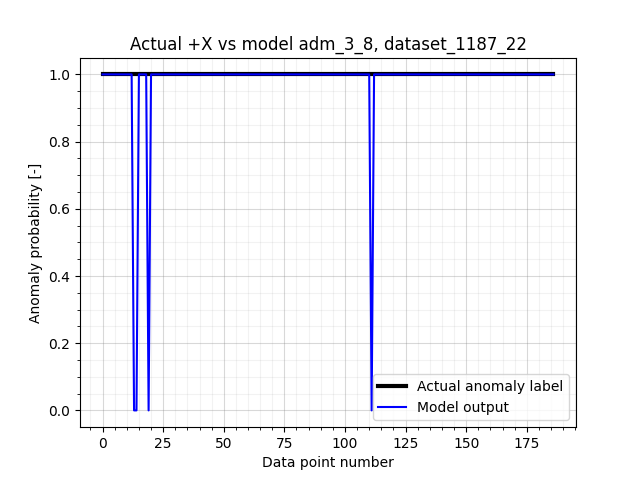 Actual +X vs model adm_3_8, dataset_1187_22
Anomaly probability [-]
1.0
0.8
0.6
0.4
0.2
0.0
Actual anomaly label
Model output
0 25 50 75 100 125 150 175
Data point number